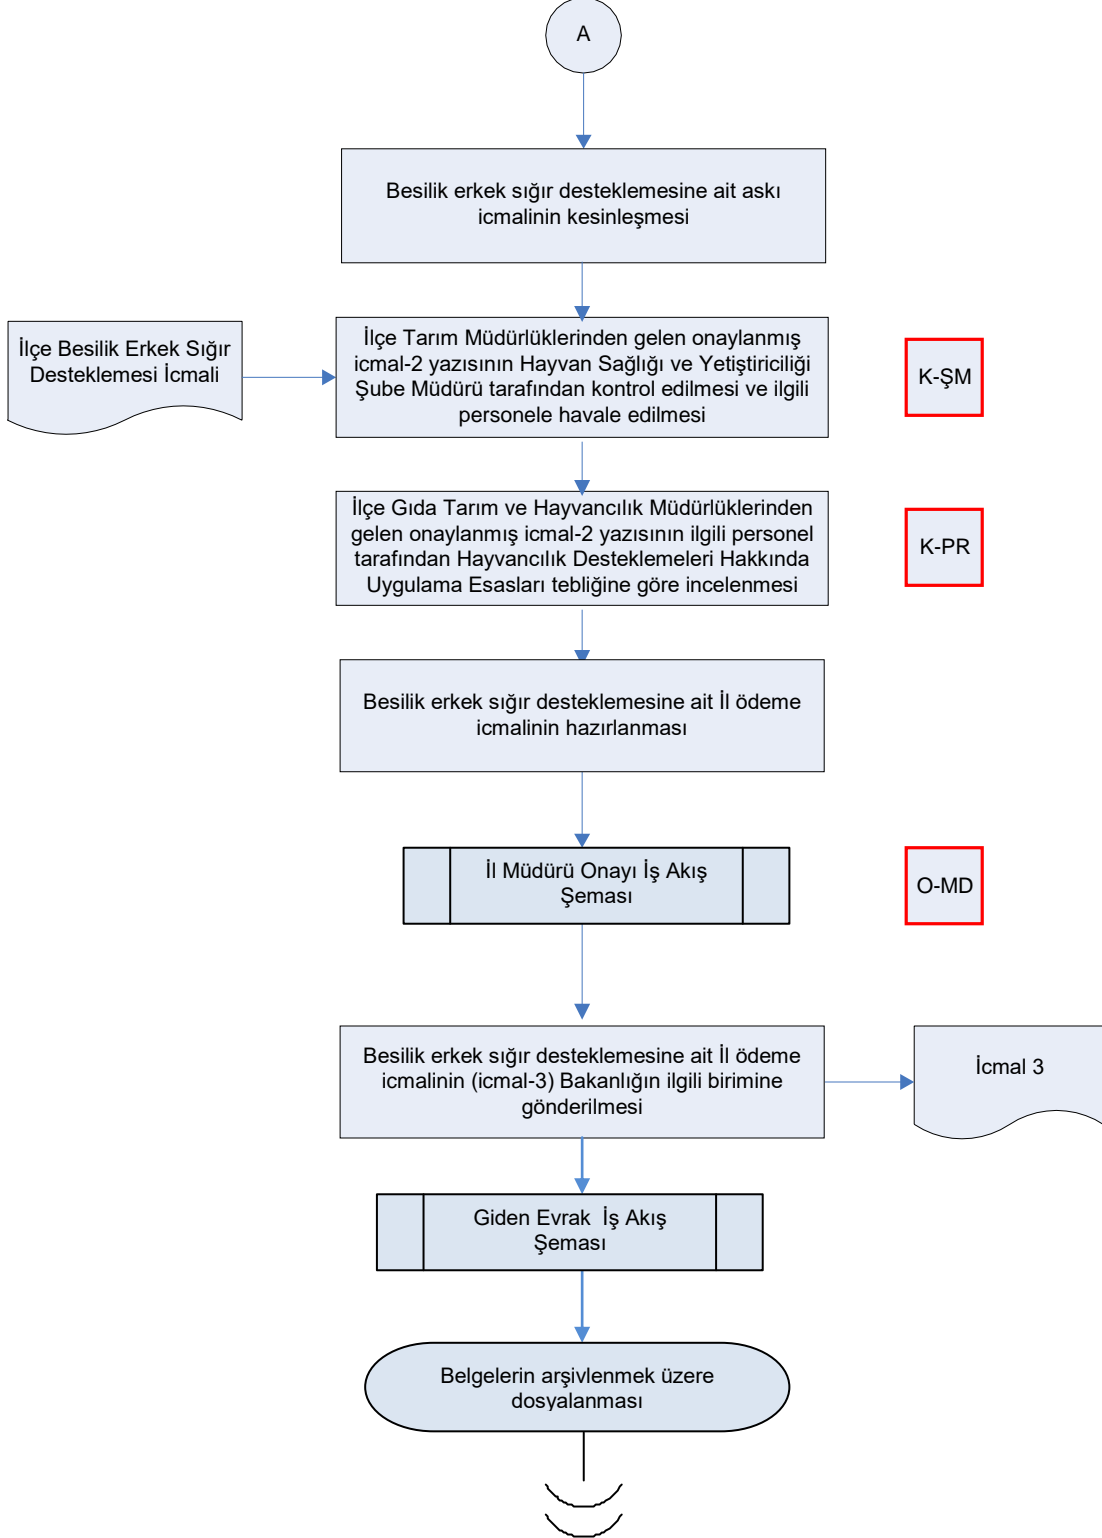 A
Besilik erkek sığır desteklemesine ait askı
icmalinin kesinleşmesi
İlçe Besilik Erkek Sığır
Desteklemesi İcmali
İlçe Tarım Müdürlüklerinden gelen onaylanmış
icmal-2 yazısının Hayvan Sağlığı ve Yetiştiriciliği
Şube Müdürü tarafından kontrol edilmesi ve ilgili
personele havale edilmesi
K-ŞM
İlçe Gıda Tarım ve Hayvancılık Müdürlüklerinden
gelen onaylanmış icmal-2 yazısının ilgili personel
tarafından Hayvancılık Desteklemeleri Hakkında
Uygulama Esasları tebliğine göre incelenmesi
K-PR
Besilik erkek sığır desteklemesine ait İl ödeme
icmalinin hazırlanması
İl Müdürü Onayı İş Akış
Şeması
O-MD
Besilik erkek sığır desteklemesine ait İl ödeme
icmalinin (icmal-3) Bakanlığın ilgili birimine
gönderilmesi
İcmal 3
Giden Evrak İş Akış
Şeması
Belgelerin arşivlenmek üzere
dosyalanması